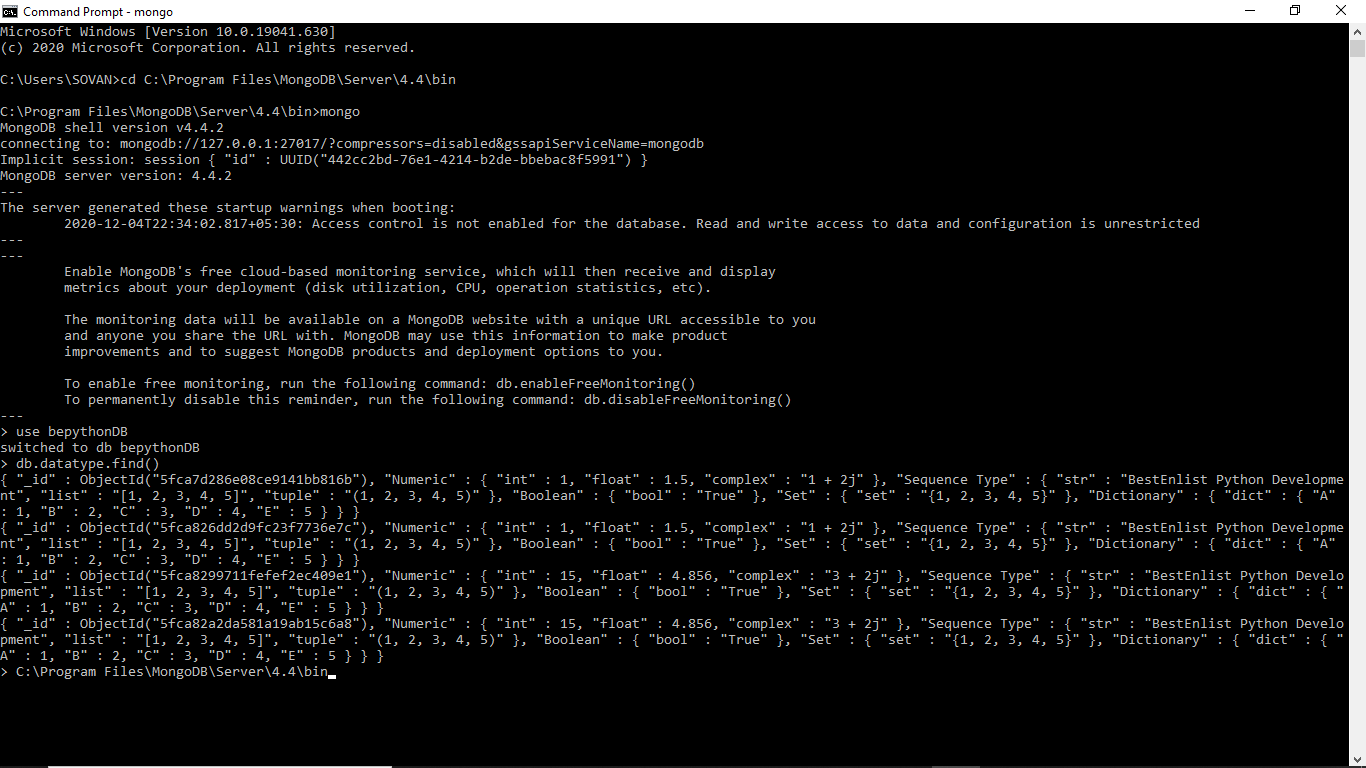 Command Prompt - mongo
Microsoft Windows [Version 10.0.19041.630]
(c) 2020 Microsoft Corporation. All rights reserved.
C:\Users\SOVAN>cd C:\Program Files\MongoDB\Server\4.4\bin
C:\Program Files\MongoDB\Server\4.4\bin>mongo
MongoDB shell version v4.4.2
connecting to: mongodb://127.0.0.1:27017/?compressors=disabled&gssapiServiceName=mongodb
Implicit session: session { "id" : UUID("442cc2bd-76e1-4214-b2de-bbebac8f5991") }
MongoDB server version: 4.4.2
---
The server generated these startup warnings when booting:
2020-12-04T22:34:02.817+05:30: Access control is not enabled for the database. Read and write access to data and configuration is unrestricted
---
---
Enable MongoDB's free cloud-based monitoring service, which will then receive and display
metrics about your deployment (disk utilization, CPU, operation statistics, etc).
The monitoring data will be available on a MongoDB website with a unique URL accessible to you
and anyone you share the URL with. MongoDB may use this information to make product
improvements and to suggest MongoDB products and deployment options to you.
To enable free monitoring, run the following command: db.enableFreeMonitoring()
To permanently disable this reminder, run the following command: db.disableFreeMonitoring()
---
> use bepythonDB
switched to db bepythonDB
> db.datatype.find()
{ "_id" : ObjectId("5fca7d286e08ce9141bb816b"), "Numeric" : { "int" : 1, "float" : 1.5, "complex" : "1 + 2j" }, "Sequence Type" : { "str" : "BestEnlist Python Developme
nt", "list" : "[1, 2, 3, 4, 5]", "tuple" : "(1, 2, 3, 4, 5)" }, "Boolean" : { "bool" : "True" }, "Set" : { "set" : "{1, 2, 3, 4, 5}" }, "Dictionary" : { "dict" : { "A"
: 1, "B" : 2, "C" : 3, "D" : 4, "E" : 5 } } }
{ "_id" : ObjectId("5fca826dd2d9fc23f7736e7c"), "Numeric" : { "int" : 1, "float" : 1.5, "complex" : "1 + 2j" }, "Sequence Type" : { "str" : "BestEnlist Python Developme
nt", "list" : "[1, 2, 3, 4, 5]", "tuple" : "(1, 2, 3, 4, 5)" }, "Boolean" : { "bool" : "True" }, "Set" : { "set" : "{1, 2, 3, 4, 5}" }, "Dictionary" : { "dict" : { "A"
: 1, "B" : 2, "C" : 3, "D" : 4, "E" : 5 } } }
{ "_id" : ObjectId("5fca8299711fefef2ec409e1"), "Numeric" : { "int" : 15, "float" : 4.856, "complex" : "3 + 2j" }, "Sequence Type" : { "str" : "BestEnlist Python Develo
pment", "list" : "[1, 2, 3, 4, 5]", "tuple" : "(1, 2, 3, 4, 5)" }, "Boolean" : { "bool" : "True" }, "Set" : { "set" : "{1, 2, 3, 4, 5}" }, "Dictionary" : { "dict" : { "
A" : 1, "B" : 2, "C" : 3, "D" : 4, "E" : 5 } } }
{ "_id" : ObjectId("5fca82a2da581a19ab15c6a8"), "Numeric" : { "int" : 15, "float" : 4.856, "complex" : "3 + 2j" }, "Sequence Type" : { "str" : "BestEnlist Python Develo
pment", "list" : "[1, 2, 3, 4, 5]", "tuple" : "(1, 2, 3, 4, 5)" }, "Boolean" : { "bool" : "True" }, "Set" : { "set" : "{1, 2, 3, 4, 5}" }, "Dictionary" : { "dict" : { "
A" : 1, "B" : 2, "C" : 3, "D" : 4, "E" : 5 } } }
> C:\Program Files\MongoDB\Server\4.4\bin